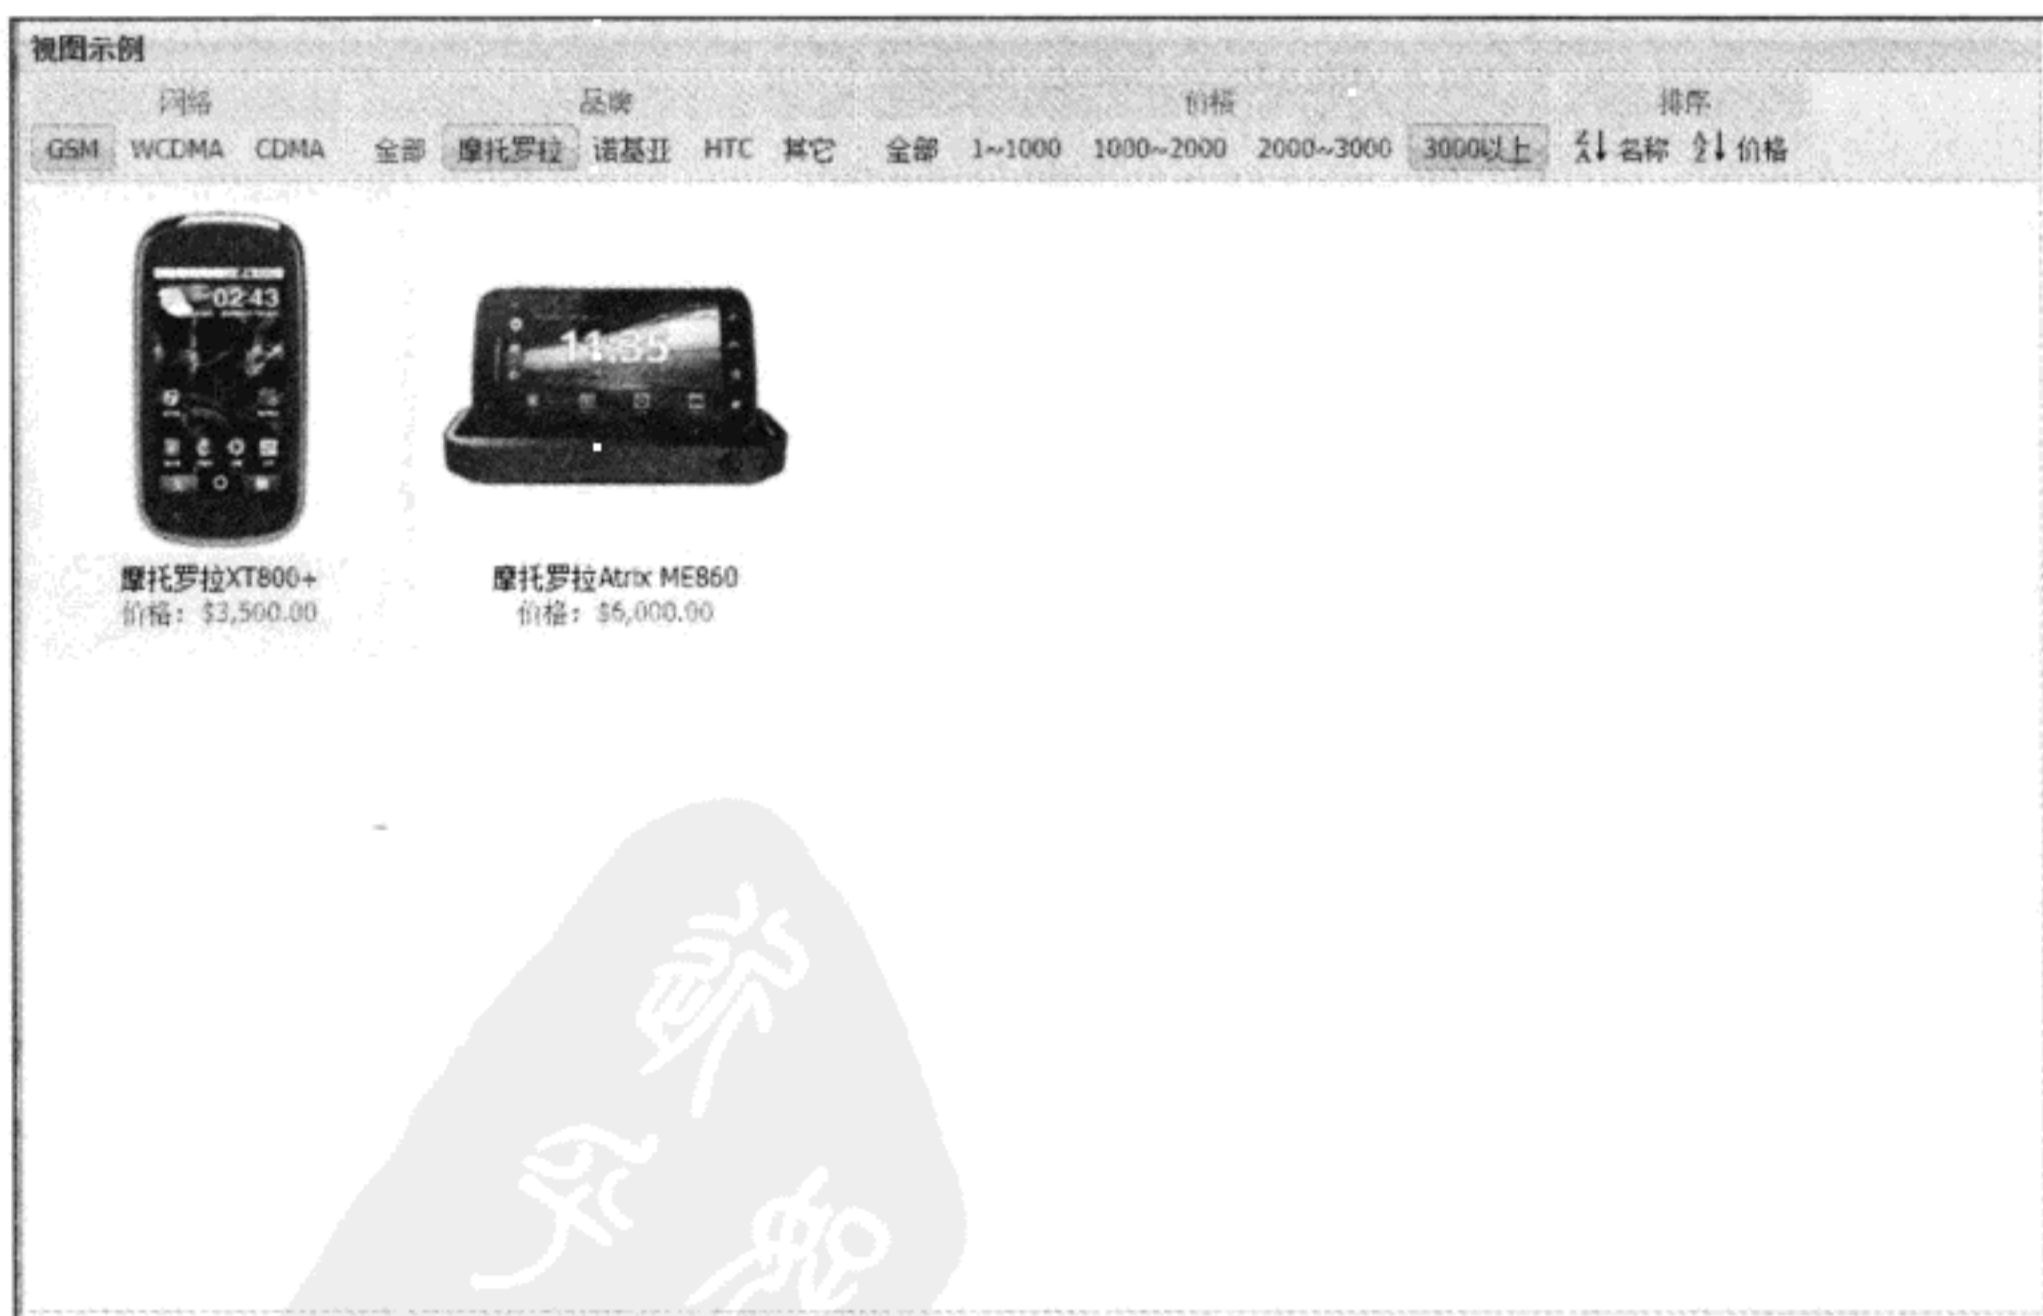 视图示例
网络 品牌 价格 排序
GSM WCDMA CDMA 全部 摩托罗拉 诺基亚 HTC 其它 全部 1~1000 1000~2000 2000~3000 3000以上 名称 价格
02:43
11:35
摩托罗拉XT800+ 摩托罗拉Atrix ME860
价格：$3,500.00 价格：$6,000.00